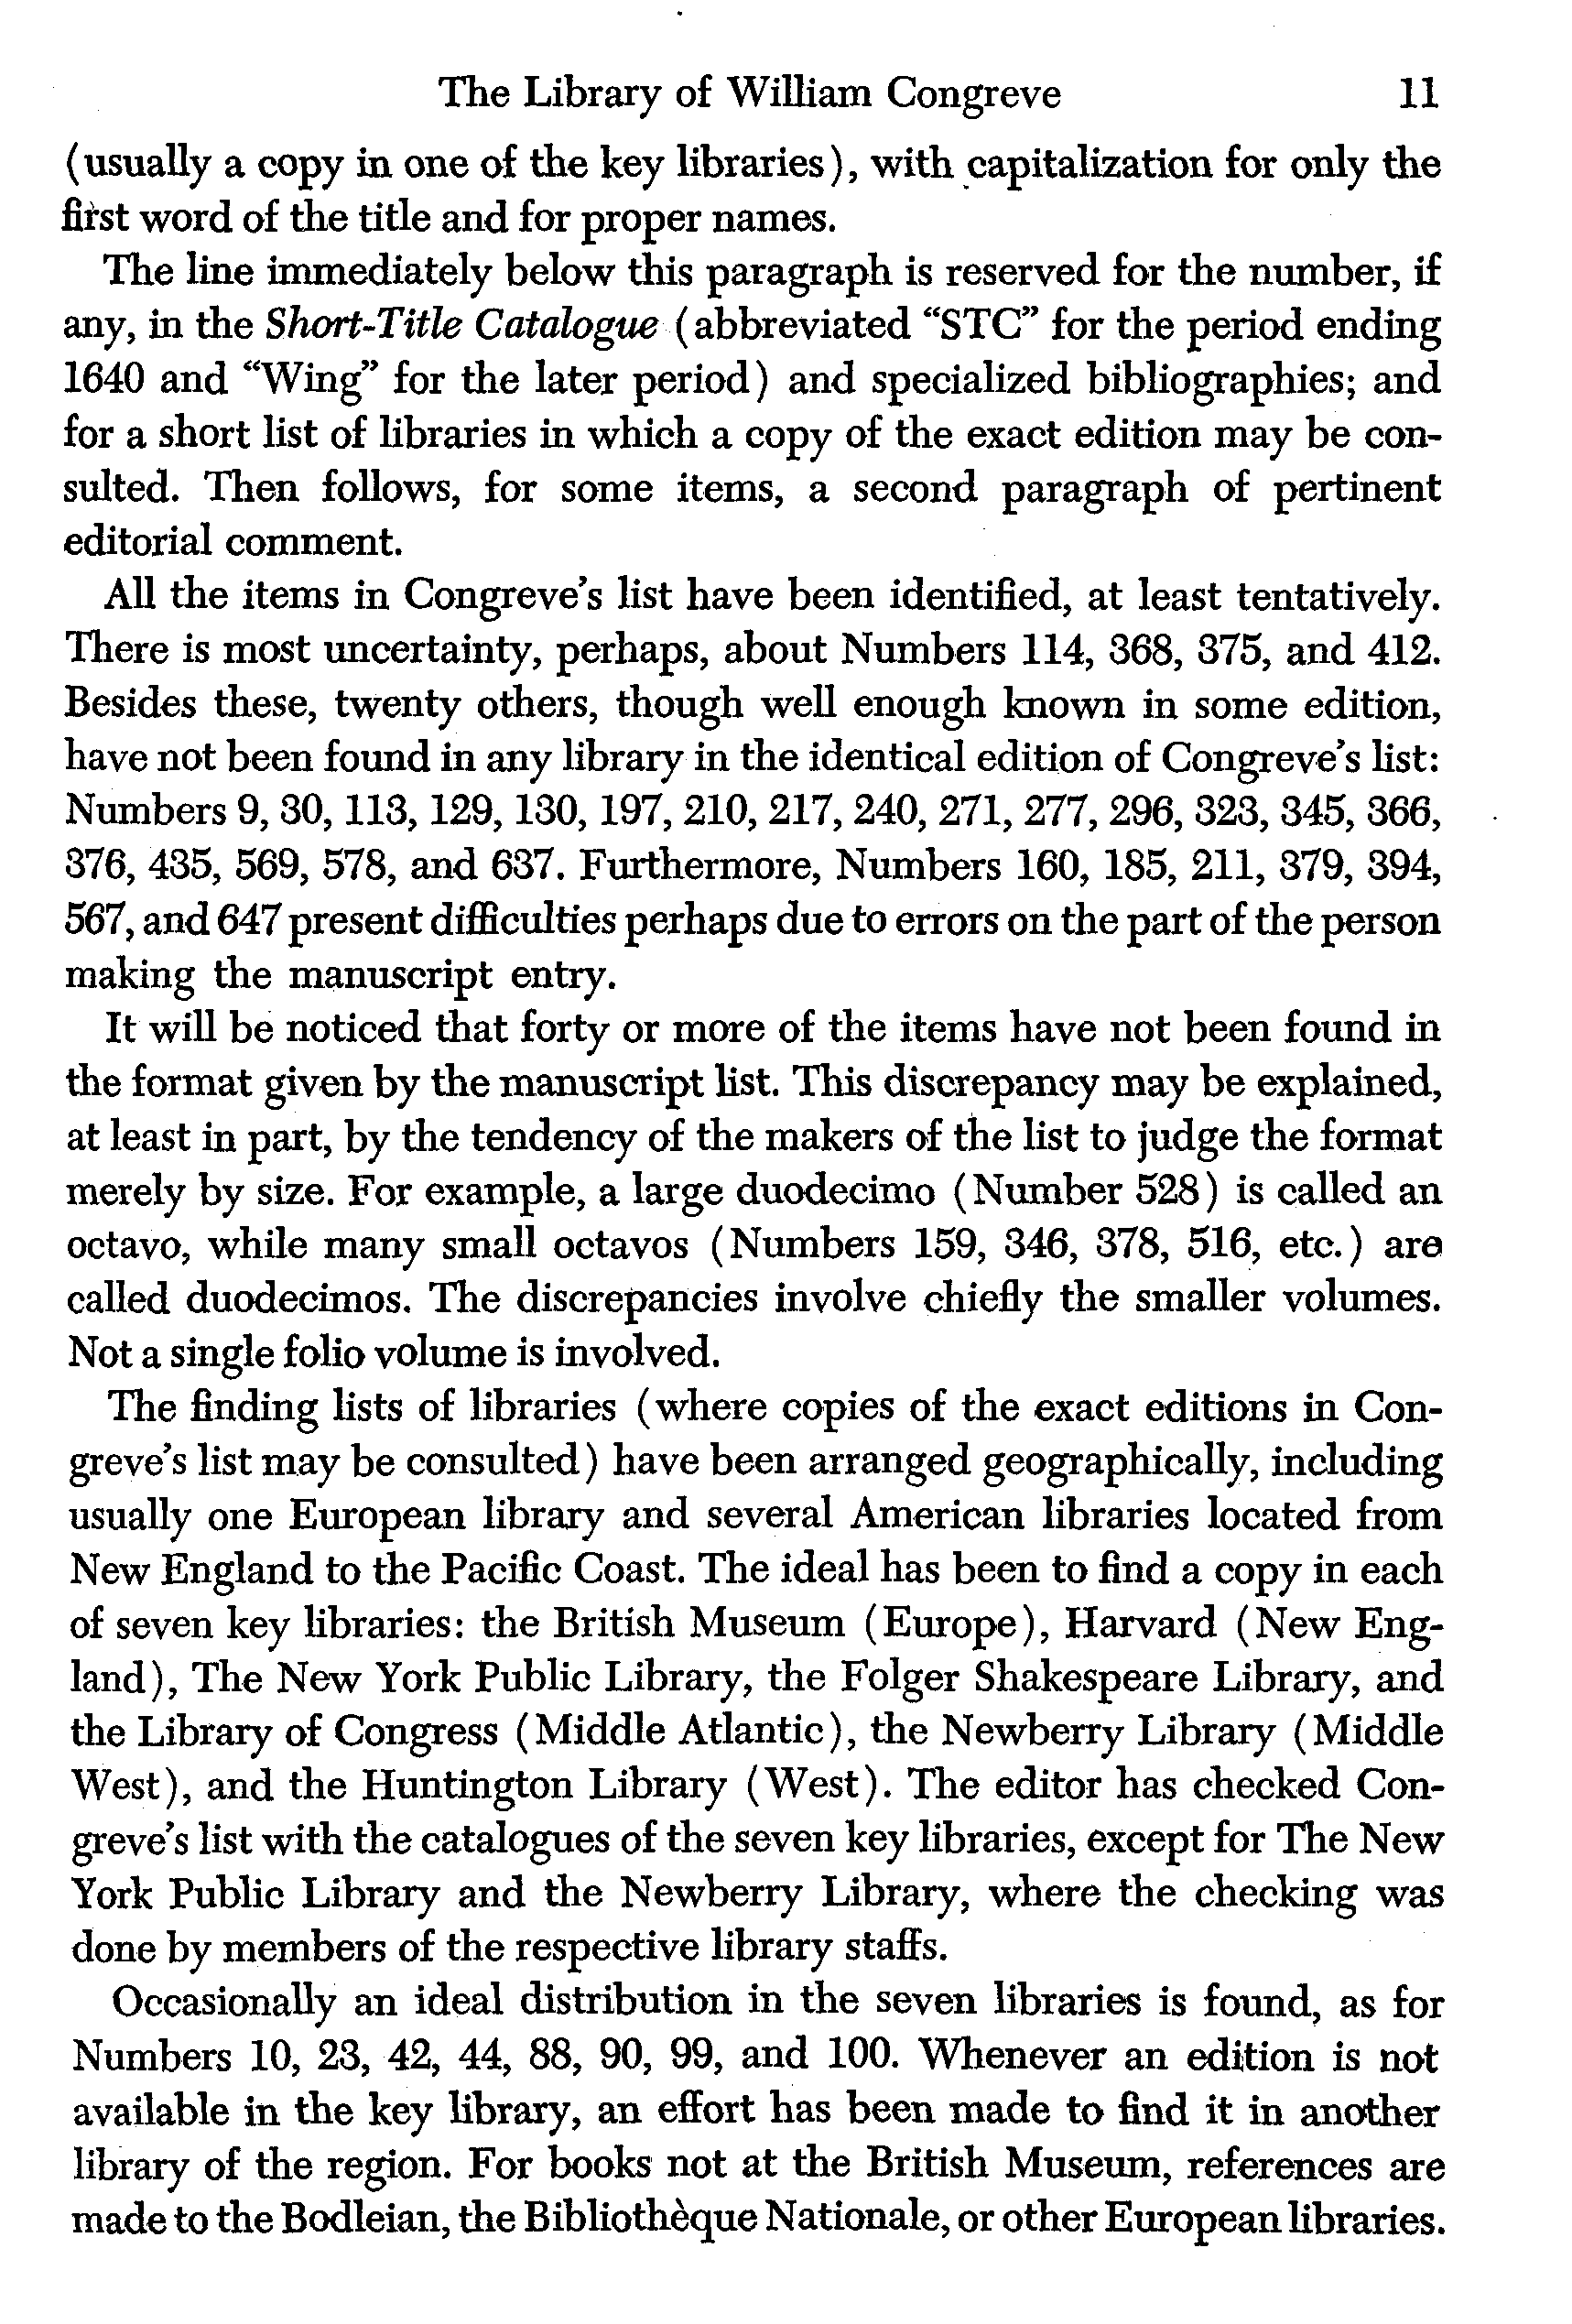 The Library of William Congreve 11
(usually a copy in one of the key libraries), with capitalization for only the
first word of the title and for proper names.
The line immediately below this paragraph is reserved for the number, if
any, in the Short-Title Catalogue (abbreviated “STC” for the period ending
1640 and “Wing” for the later period) and specialized bibliographies; and
for a short list of libraries in which a copy of the exact edition may be con-
sulted. Then follows, for some items, a second paragraph of pertinent
editorial comment.
All the items in Congreve’s list have been identified, at least tentatively.
There is most uncertainty, perhaps, about Numbers 114, 368, 375, and 412.
Besides these, twenty others, though well enough known in some edition,
have not been found in any library in the identical edition of Congreve’s list:
Numbers 9, 30, 113, 129, 130, 197, 210, 217, 240, 271, 277, 296, 323, 345, 366,
376, 435, 569, 578, and 637. Furthermore, Numbers 160, 185, 211, 379, 394,
567, and 647 present difficulties perhaps due to errors on the part of the person
making the manuscript entry.
It will be noticed that forty or more of the items have not been found in
the format given by the manuscript list. This discrepancy may be explained,
at least in part, by the tendency of the makers of the list to judge the format
merely by size. For example, a large duodecimo (Number 528) is called an
octavo, while many small octavos (Numbers 159, 346, 378, 516, etc.) are
called duodecimos. The discrepancies involve chiefly the smaller volumes.
Not a single folio volume is involved.
The finding lists of libraries (where copies of the exact editions in Con-
greve’s list may be consulted) have been arranged geographically, including
usually one European library and several American libraries located from
New England to the Pacific Coast. The ideal has been to find a copy in each
of seven key libraries: the British Museum (Europe), Harvard (New Eng-
land), The New York Public Library, the Folger Shakespeare Library, and
the Library of Congress (Middle Atlantic), the Newberry Library (Middle
West), and the Huntington Library (West). The editor has checked Con-
greve’s list with the catalogues of the seven key libraries, except for The New
York Public Library and the Newberry Library, where the checking was
done by members of the respective library staffs.
Occasionally an ideal distribution in the seven libraries is found, as for
Numbers 10, 23, 42, 44, 88, 90, 99, and 100. Whenever an edition is not
available in the key library, an effort has been made to find it in another
library of the region. For books not at the British Museum, references are
made to the Bodleian, the Bibliothèque Nationale, or other European libraries.